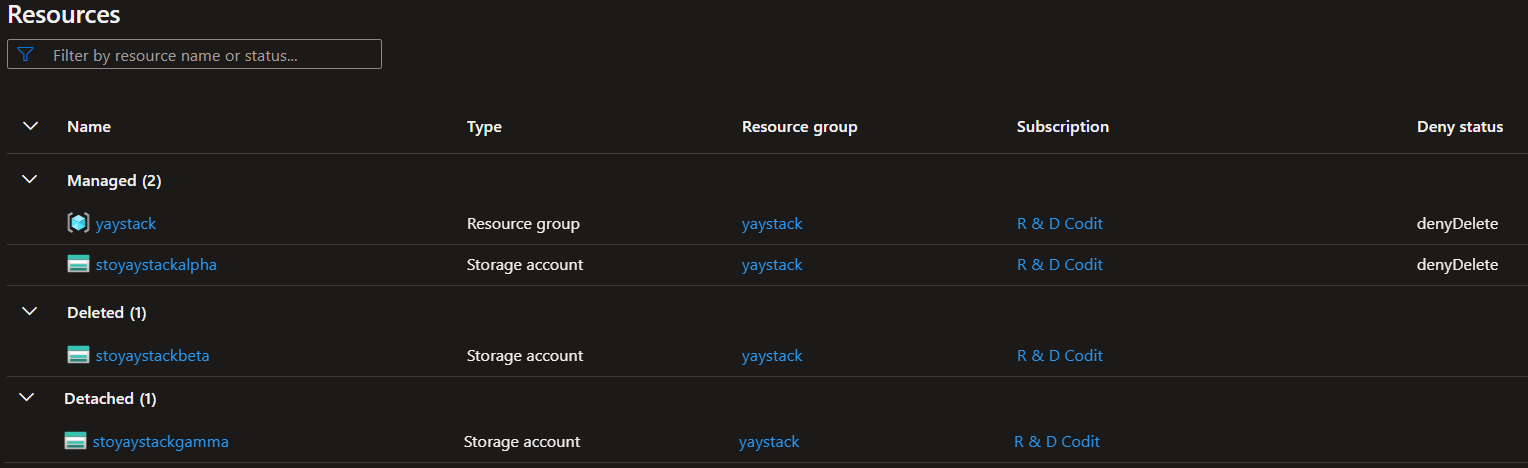 Resources
Filter by resource name or status...
Name Type Resource group Subscription Deny status
Managed (2)
yaystack Resource group yaystack R & D Codit denyDelete
stoyaystackalpha Storage account yaystack R & D Codit denyDelete
Deleted (1)
stoyaystackbeta Storage account yaystack R & D Codit
Detached (1)
stoyaystackgamma Storage account yaystack R & D Codit